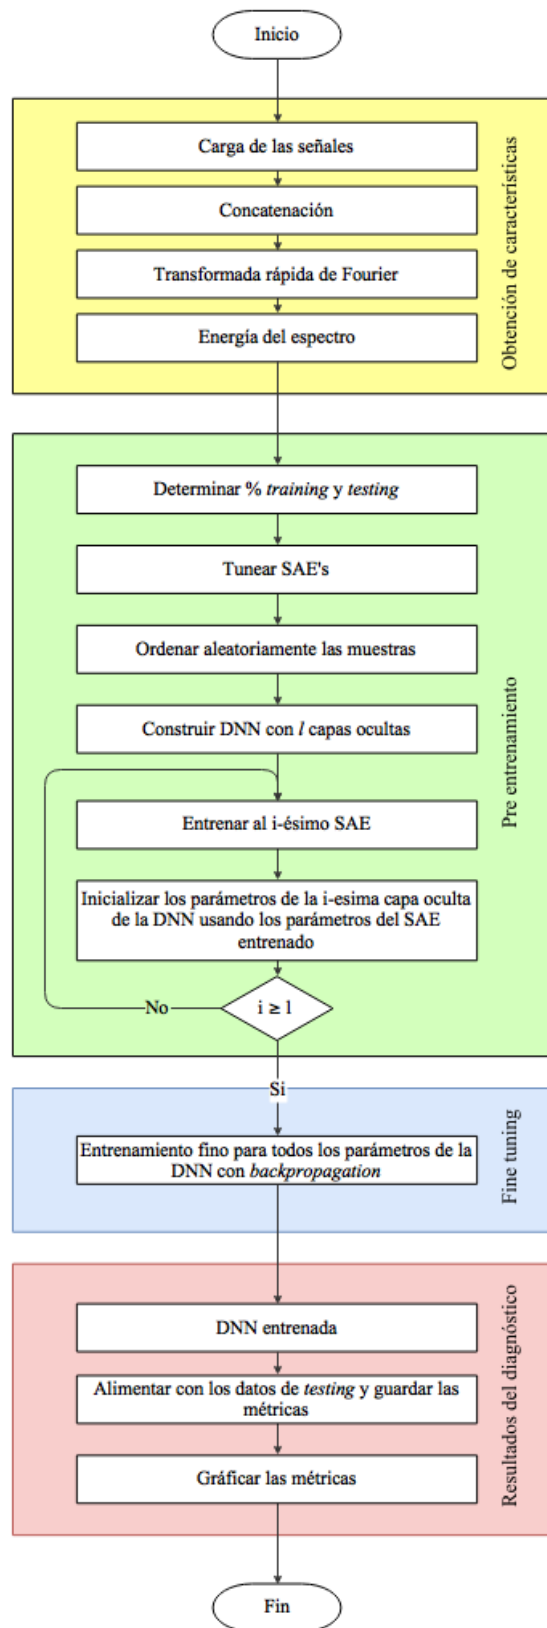 Inicio
Carga de las señales
Concatenación
Transformada rápida de Fourier
Energía del espectro
Obtención de características
Determinar % training y testing
Tunear SAE's
Ordenar aleatoriamente las muestras
Construir DNN con l capas ocultas
Entrenar al i-ésimo SAE
Inicializar los parámetros de la i-esima capa oculta
de la DNN usando los parámetros del SAE
entrenado
No
i ≥ l
Pre entrenamiento
Si
Entrenamiento fino para todos los parámetros de la
DNN con backpropagation
Fine tuning
DNN entrenada
Alimentar con los datos de testing y guardar las
métricas
Gráficar las métricas
Resultados del diagnóstico
Fin